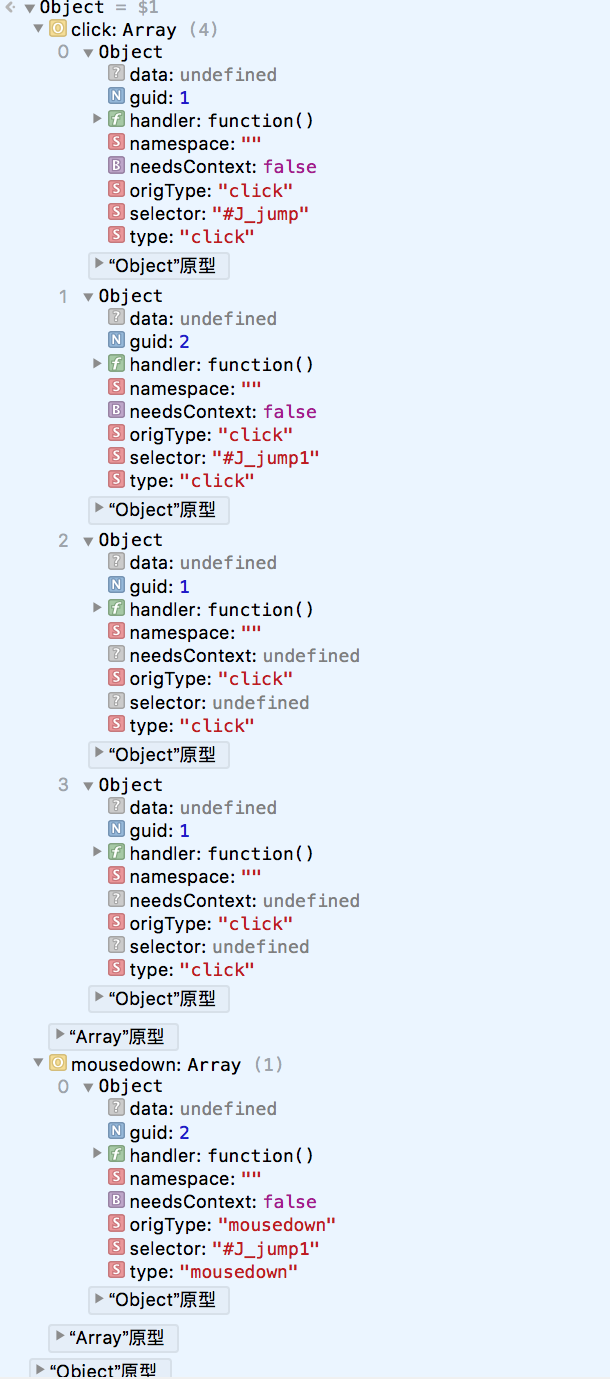 Object = $1
O click: Array (4)
0 Object
? data: undefined
N guid: 1
f handler: function()
S namespace: ""
B needsContext: false
S origType: "click"
S selector: "#J_jump"
S type: "click"
“Object”原型
1 Object
? data: undefined
N guid: 2
f handler: function()
S namespace: ""
B needsContext: false
S origType: "click"
S selector: "#J_jump1"
S type: "click"
“Object”原型
2 Object
? data: undefined
N guid: 1
f handler: function()
S namespace: ""
? needsContext: undefined
S origType: "click"
? selector: undefined
S type: "click"
“Object”原型
3 Object
? data: undefined
N guid: 1
f handler: function()
S namespace: ""
? needsContext: undefined
S origType: "click"
? selector: undefined
S type: "click"
“Object”原型
“Array”原型
O mousedown: Array (1)
0 Object
? data: undefined
N guid: 2
f handler: function()
S namespace: ""
B needsContext: false
S origType: "mousedown"
S selector: "#J_jump1"
S type: "mousedown"
“Object”原型
“Array”原型
“Object”原型